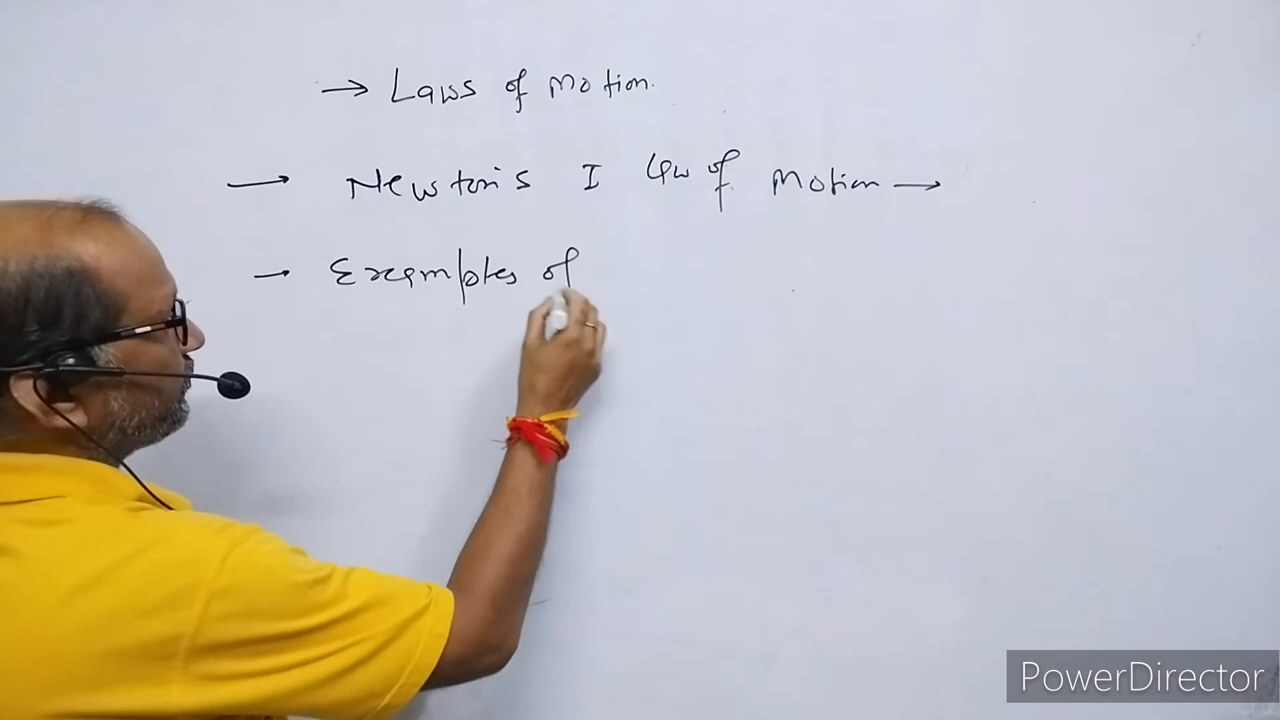 → Laws of motion.
→ Newton's I law of motion →
→ Examples of
PowerDirector